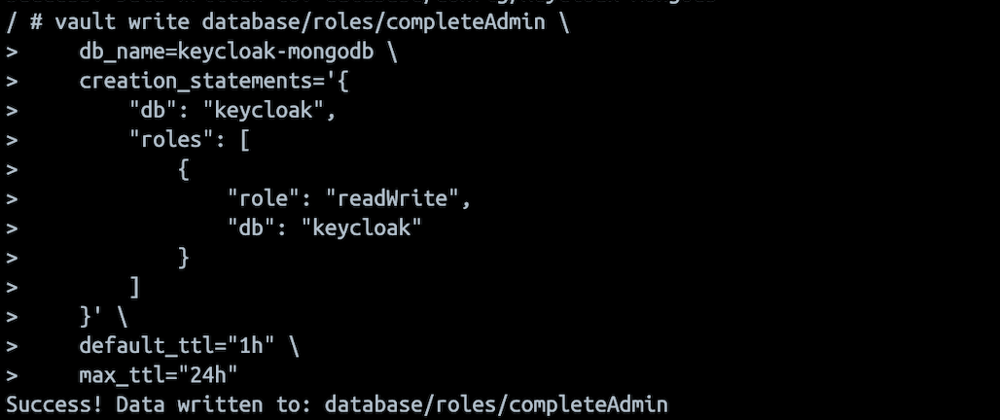 / # vault write database/roles/completeAdmin \
>     db_name=keycloak-mongodb \
>     creation_statements='{
>         "db": "keycloak",
>         "roles": [
>             {
>                 "role": "readWrite",
>                 "db": "keycloak"
>             }
>         ]
>     }' \
>     default_ttl="1h" \
>     max_ttl="24h"
Success! Data written to: database/roles/completeAdmin